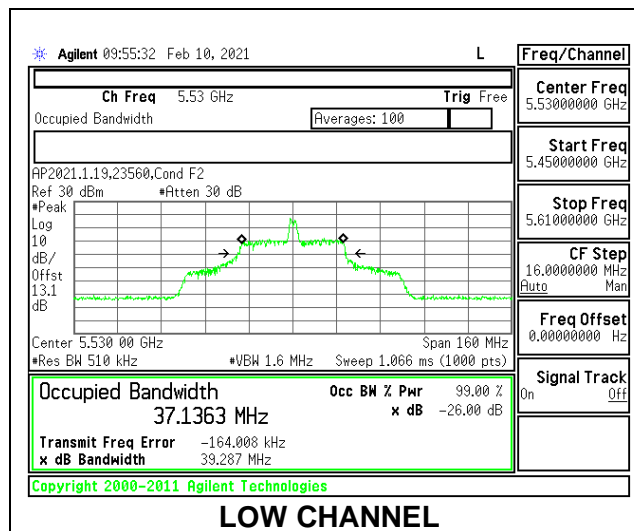 Agilent 09:55:32 Feb 10, 2021 L Freq/Channel
Ch Freq 5.53 GHz Trig Free
Occupied Bandwidth Averages: 100
Center Freq
5.53000000 GHz
Start Freq
5.45000000 GHz
AP2021.1.19,23560,Cond F2
Ref 30 dBm #Atten 30 dB
#Peak
Log
10
dB/
Offst
13.1
dB
Stop Freq
5.61000000 GHz
CF Step
16.0000000 MHz
Auto Man
Center 5.530 00 GHz Span 160 MHz
#Res BW 510 kHz #VBW 1.6 MHz Sweep 1.066 ms (1000 pts)
Freq Offset
0.00000000 Hz
Occupied Bandwidth Occ BW % Pwr 99.00 %
37.1363 MHz x dB -26.00 dB
Transmit Freq Error -164.008 kHz
x dB Bandwidth 39.287 MHz
Signal Track
On Off
Copyright 2000-2011 Agilent Technologies
LOW CHANNEL